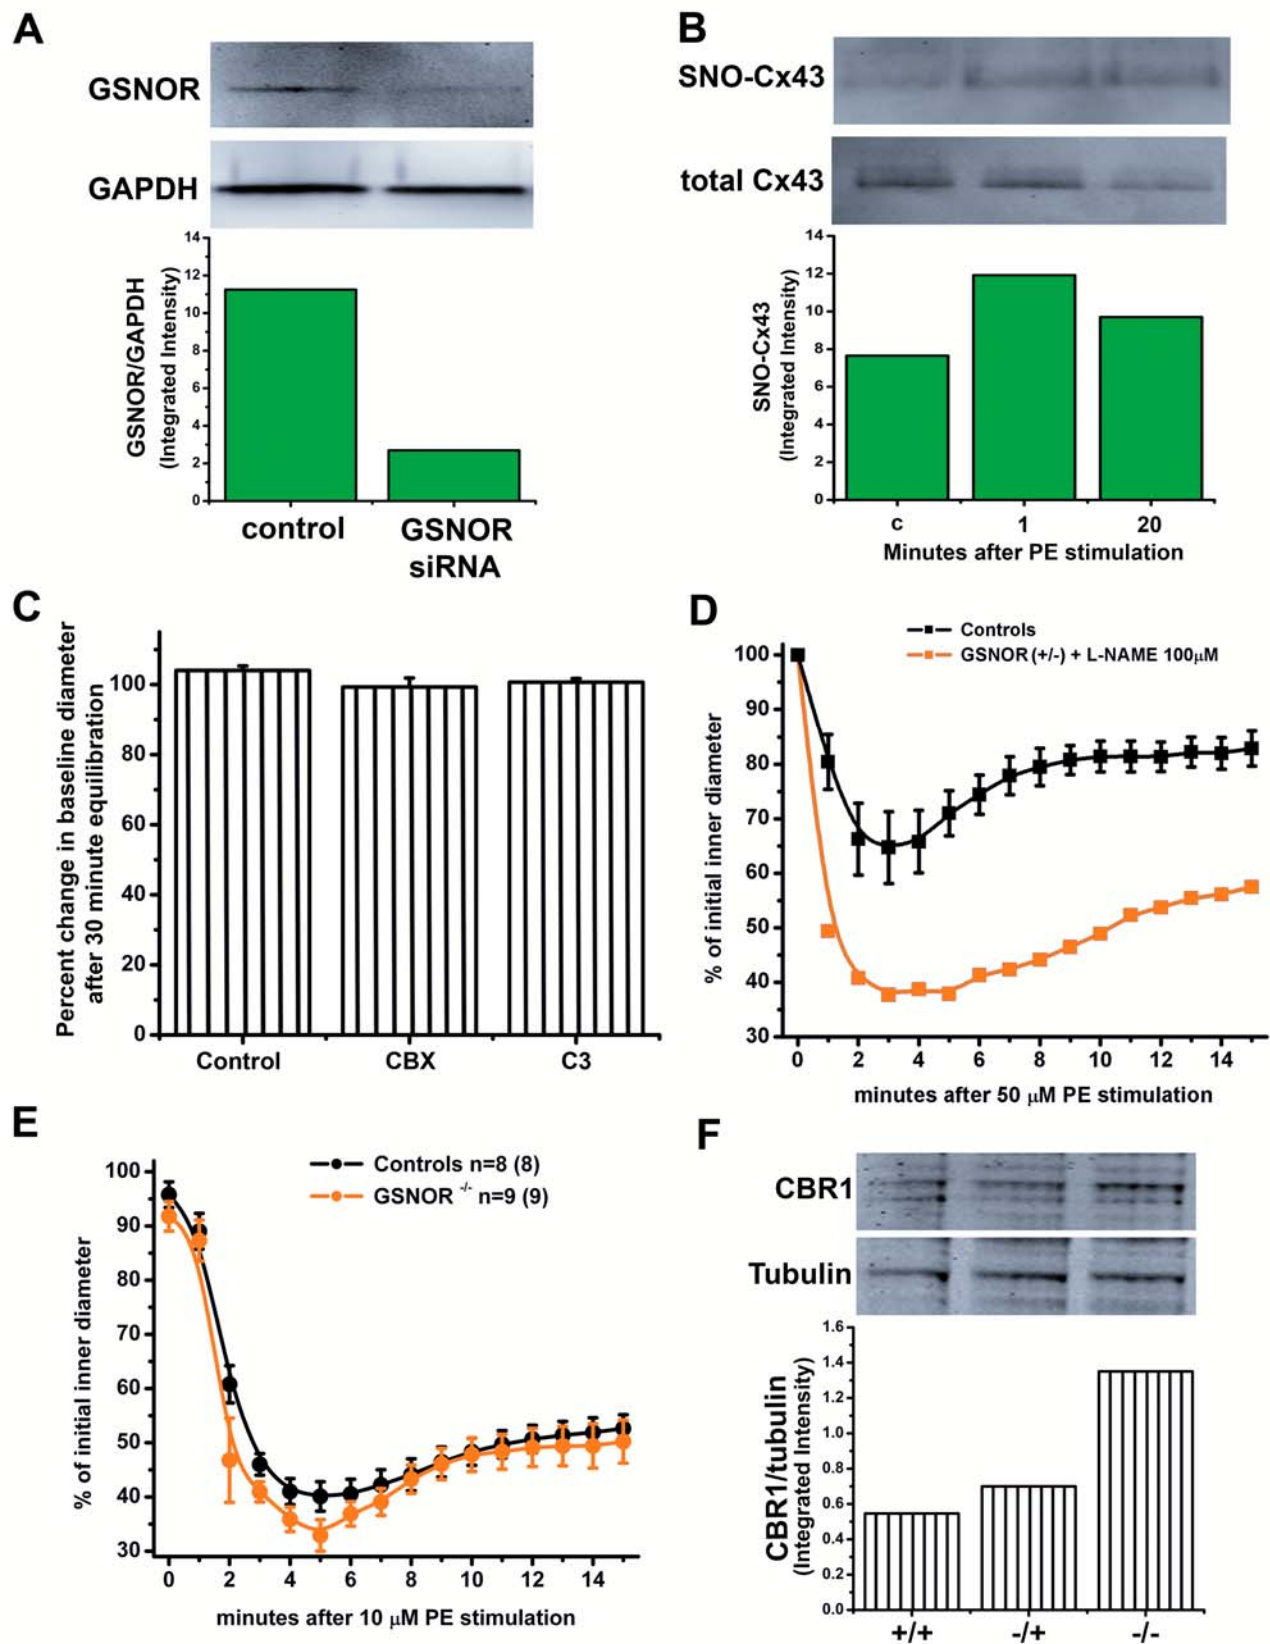 A
GSNOR
GAPDH
GSNOR/GAPDH
(Integrated Intensity)
14
12
10
8
6
4
2
0
control
GSNOR
siRNA
B
SNO-Cx43
total Cx43
SNO-Cx43
(Integrated Intensity)
14
12
10
8
6
4
2
0
c 1 20
Minutes after PE stimulation
C
Percent change in baseline diameter
after 30 minute equilibration
100
80
60
40
20
0
Control CBX C3
D
Controls
GSNOR (+/-) + L-NAME 100μM
% of initial inner diameter
100
90
80
70
60
50
40
30
0 2 4 6 8 10 12 14
minutes after 50 μM PE stimulation
E
Controls n=8 (8)
GSNOR -/- n=9 (9)
% of initial inner diameter
100
90
80
70
60
50
40
30
0 2 4 6 8 10 12 14
minutes after 10 μM PE stimulation
F
CBR1
Tubulin
CBR1/tubulin
(Integrated Intensity)
1.6
1.4
1.2
1.0
0.8
0.6
0.4
0.2
0.0
+/+ -/+ -/-